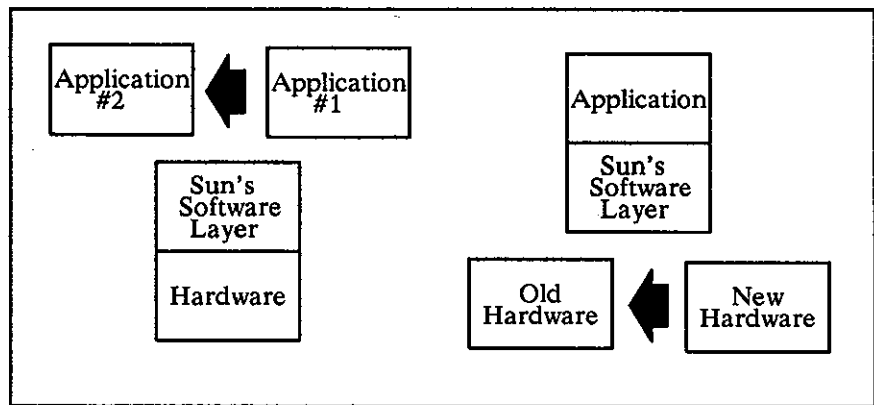 Application
#2
Application
#1
Sun's
Software
Layer
Hardware
Application
Sun's
Software
Layer
Old
Hardware
New
Hardware